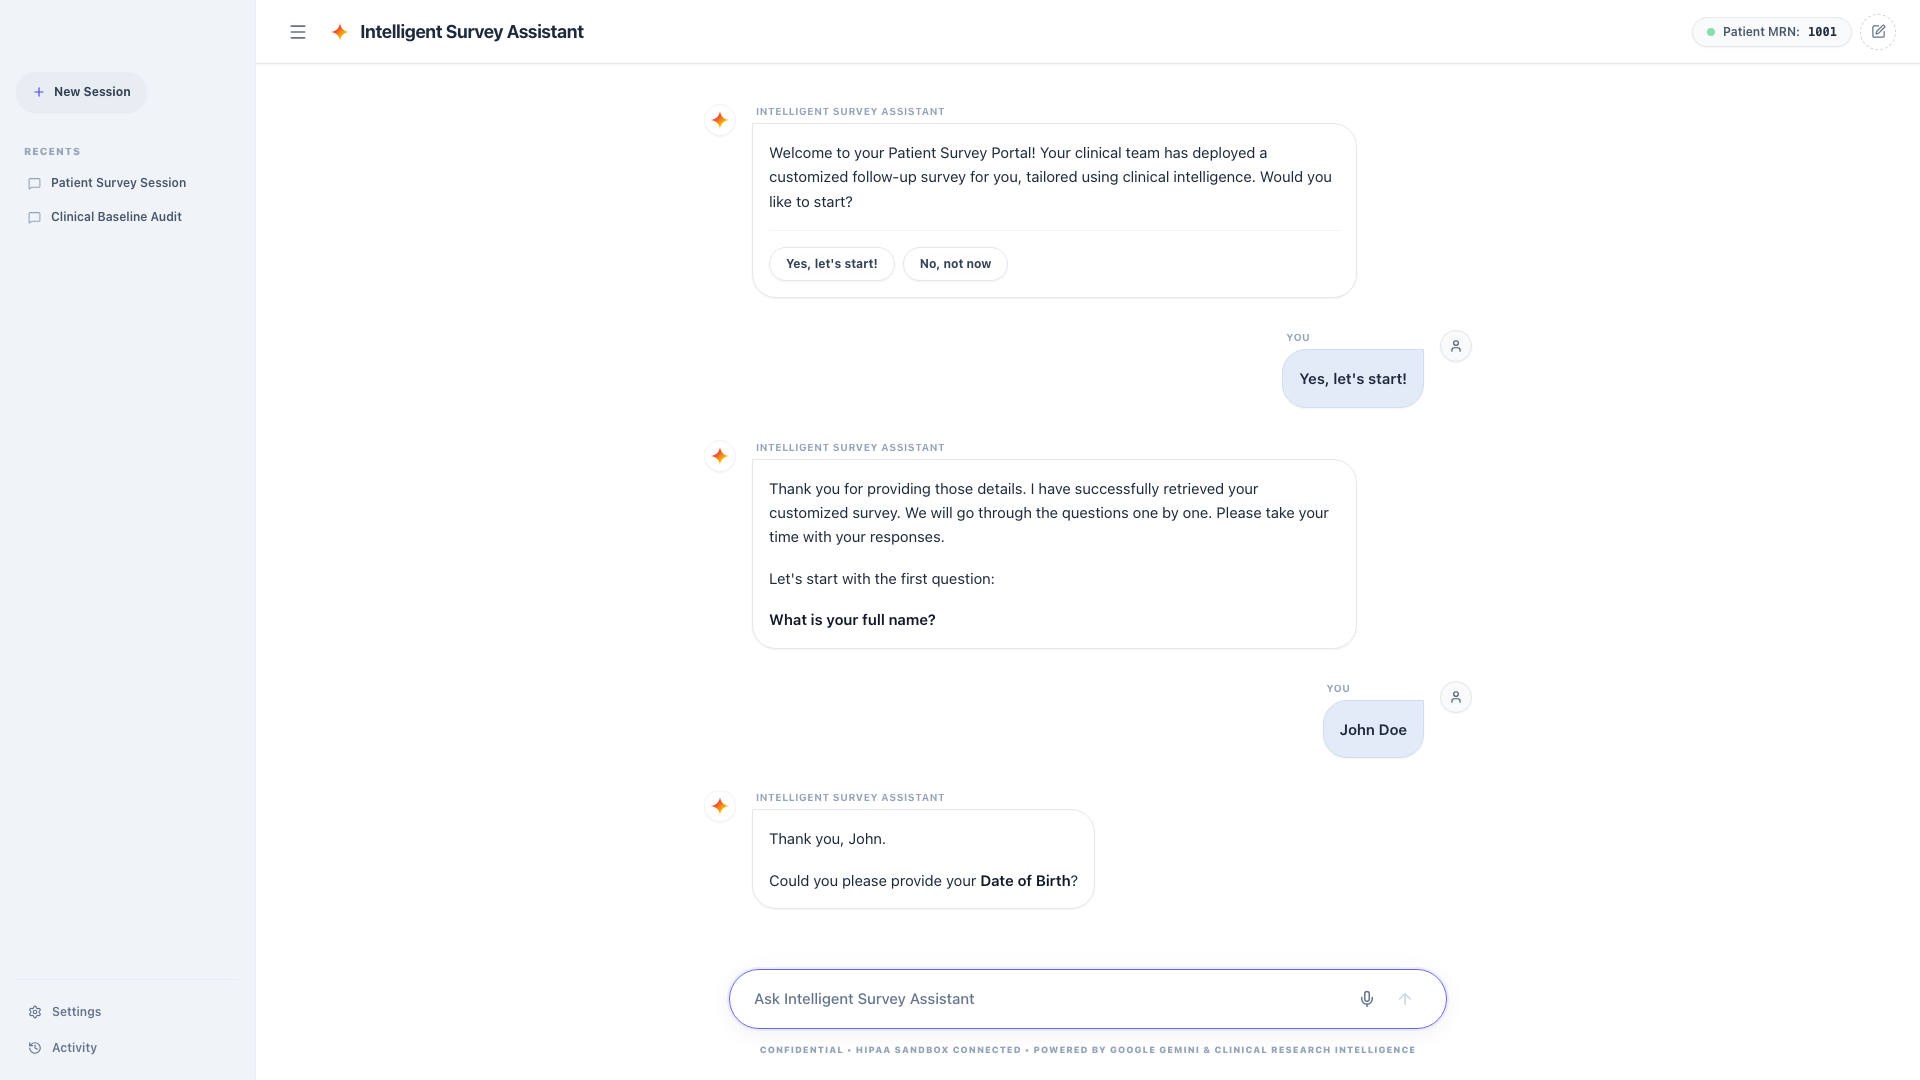 Intelligent Survey Assistant
Patient MRN: 1001
New Session
RECENTS
Patient Survey Session
Clinical Baseline Audit
INTELLIGENT SURVEY ASSISTANT
Welcome to your Patient Survey Portal! Your clinical team has deployed a
customized follow-up survey for you, tailored using clinical intelligence. Would you
like to start?
Yes, let's start!
No, not now
YOU
Yes, let's start!
INTELLIGENT SURVEY ASSISTANT
Thank you for providing those details. I have successfully retrieved your
customized survey. We will go through the questions one by one. Please take your
time with your responses.
Let's start with the first question:
What is your full name?
YOU
John Doe
INTELLIGENT SURVEY ASSISTANT
Thank you, John.
Could you please provide your Date of Birth?
Ask Intelligent Survey Assistant
CONFIDENTIAL • HIPAA SANDBOX CONNECTED • POWERED BY GOOGLE GEMINI & CLINICAL RESEARCH INTELLIGENCE
Settings
Activity